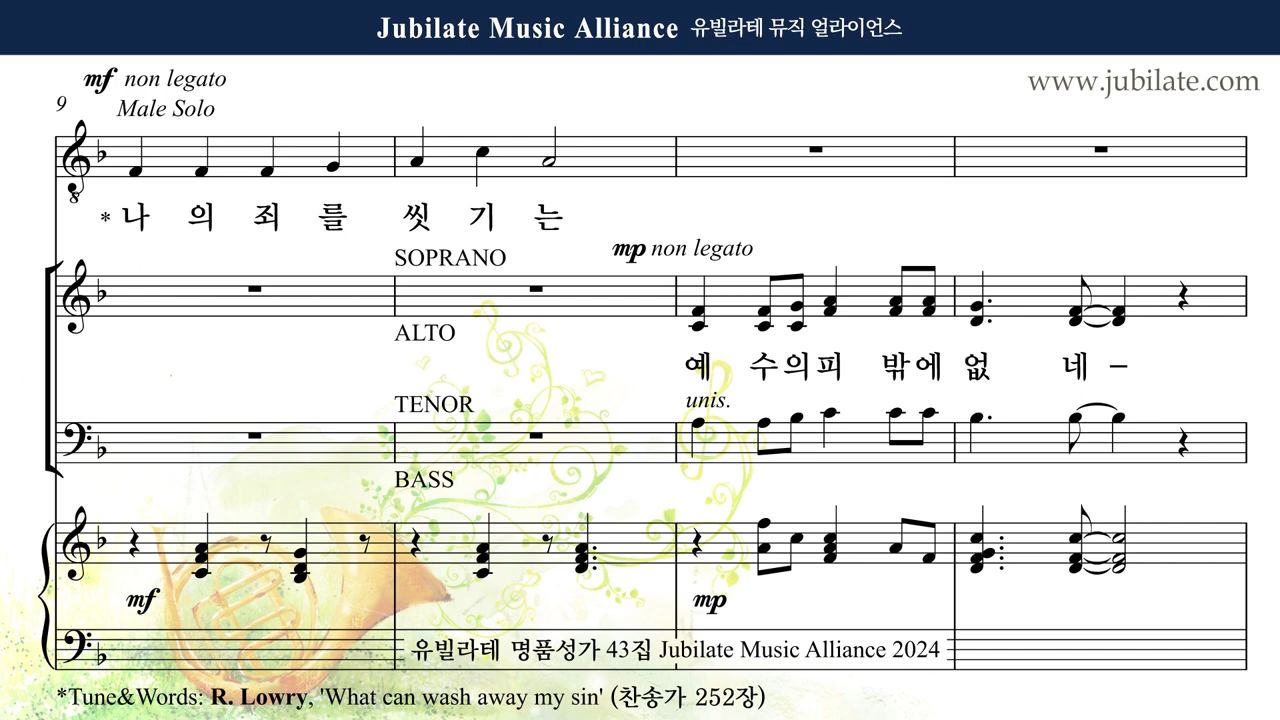 Jubilate Music Alliance 유빌라테 뮤직 얼라이언스
mf non legato
www.jubilate.com
9
Male Solo
*나 의 죄 를 씻 기 는
SOPRANO
mp non legato
ALTO
예 수의피 밖에 없 네 –
TENOR
unis.
BASS
mf
mp
유빌라테 명품성가 43집 Jubilate Music Alliance 2024
*Tune&Words: R. Lowry, 'What can wash away my sin' (찬송가 252장)